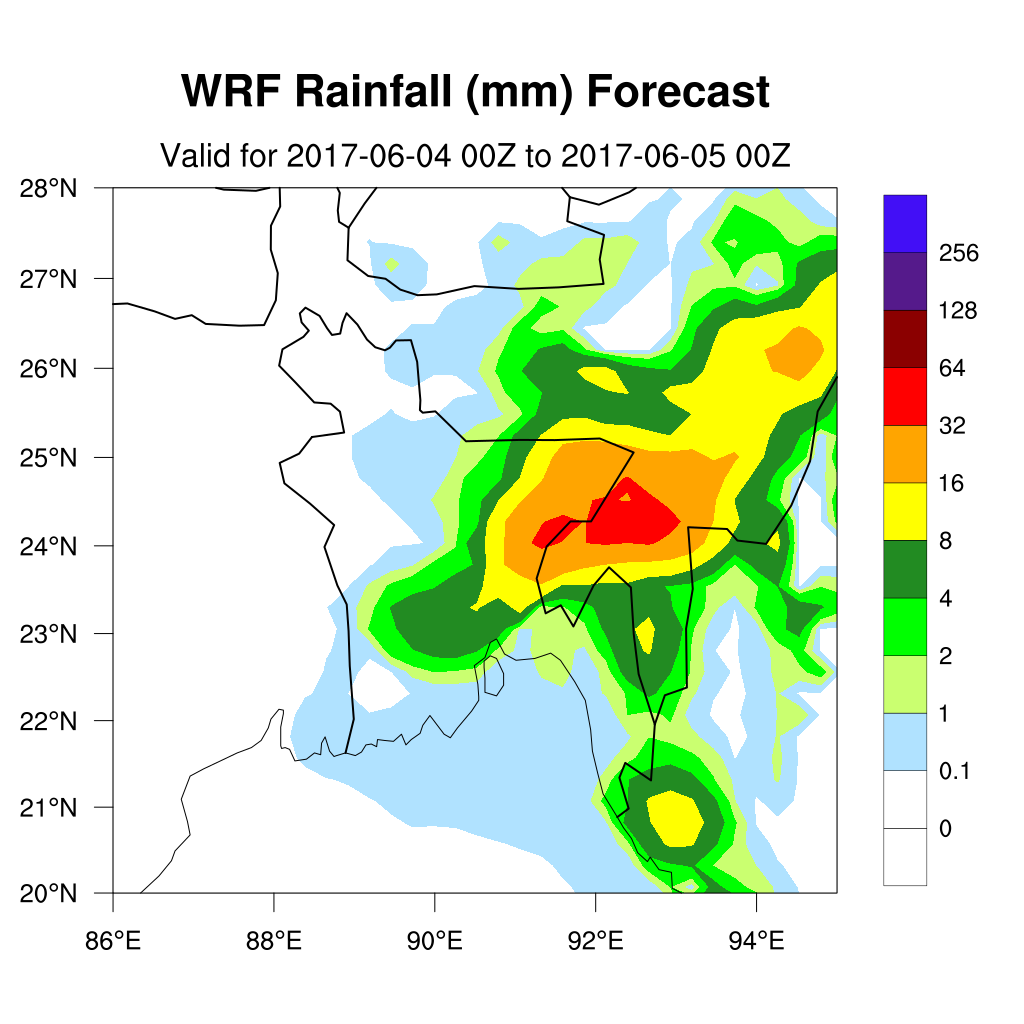 WRF Rainfall (mm) Forecast
Valid for 2017-06-04 00Z to 2017-06-05 00Z
28°N
27°N
26°N
25°N
24°N
23°N
22°N
21°N
20°N
86°E
88°E
90°E
92°E
94°E
256
128
64
32
16
8
4
2
1
0.1
0